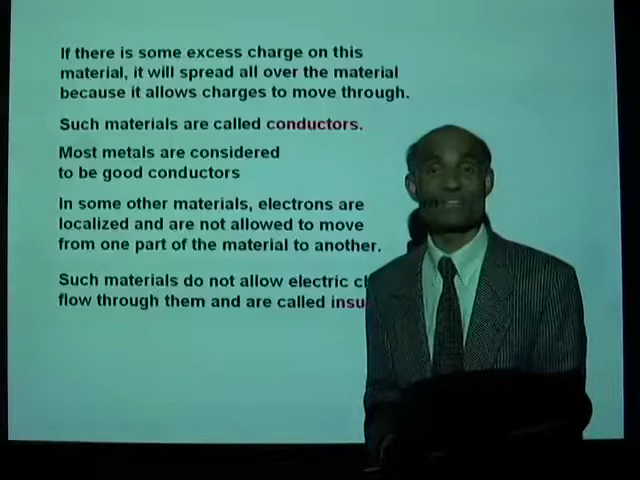 If there is some excess charge on this
material, it will spread all over the material
because it allows charges to move through.
Such materials are called conductors.
Most metals are considered
to be good conductors
In some other materials, electrons are
localized and are not allowed to move
from one part of the material to another.
Such materials do not allow electric
flow through them and are called